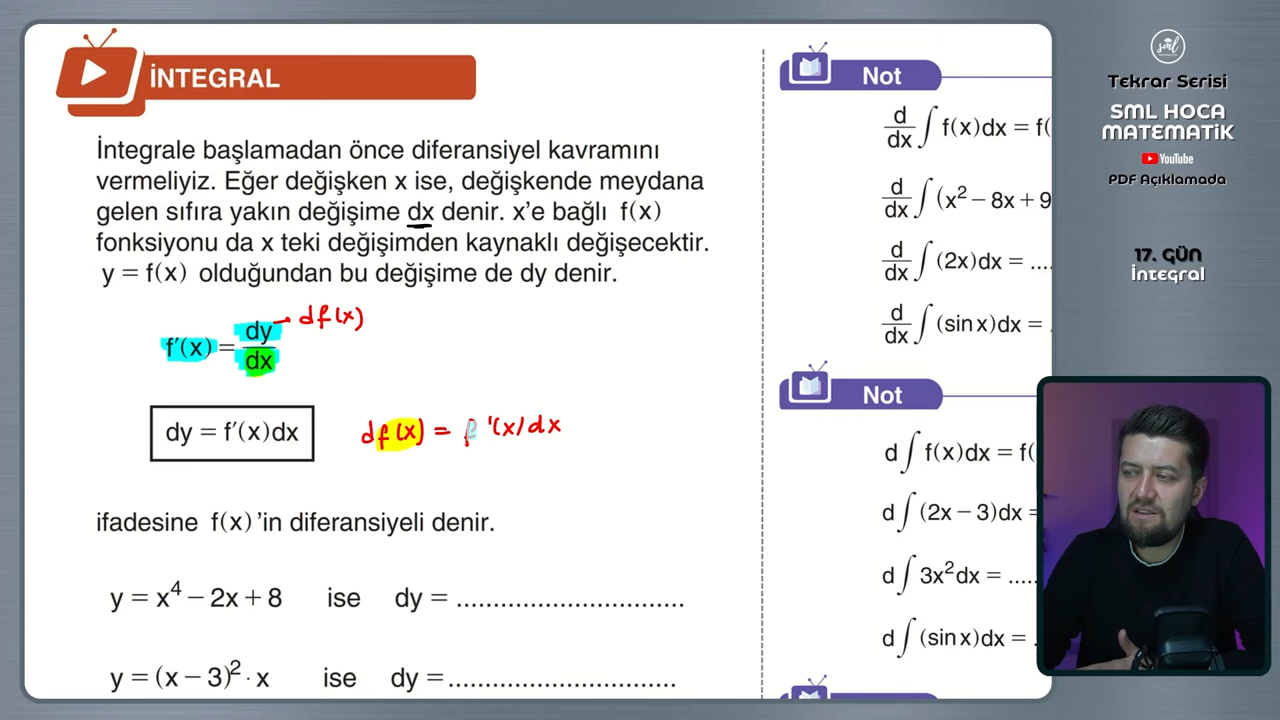 İNTEGRAL
İntegrale başlamadan önce diferansiyel kavramını
vermeliyiz. Eğer değişken x ise, değişkende meydana
gelen sıfıra yakın değişime dx denir. x'e bağlı f(x)
fonksiyonu da x teki değişimden kaynaklı değişecektir.
y = f(x) olduğundan bu değişime de dy denir.
f'(x) = dy/dx → df(x)
dy = f'(x)dx
df(x) = f'(x)dx
ifadesine f(x)'in diferansiyeli denir.
y = x⁴ − 2x + 8 ise dy = ..............................
y = (x − 3)² · x ise dy = ..............................
Not
d/dx ∫ f(x)dx = f(
d/dx ∫ (x² − 8x + 9
d/dx ∫ (2x)dx = ....
d/dx ∫ (sin x)dx = .
Not
d ∫ f(x)dx = f(
d ∫ (2x − 3)dx =
d ∫ 3x²dx = .....
d ∫ (sin x)dx = .
sml
Tekrar Serisi
SML HOCA
MATEMATİK
YouTube
PDF Açıklamada
17. GÜN
İntegral